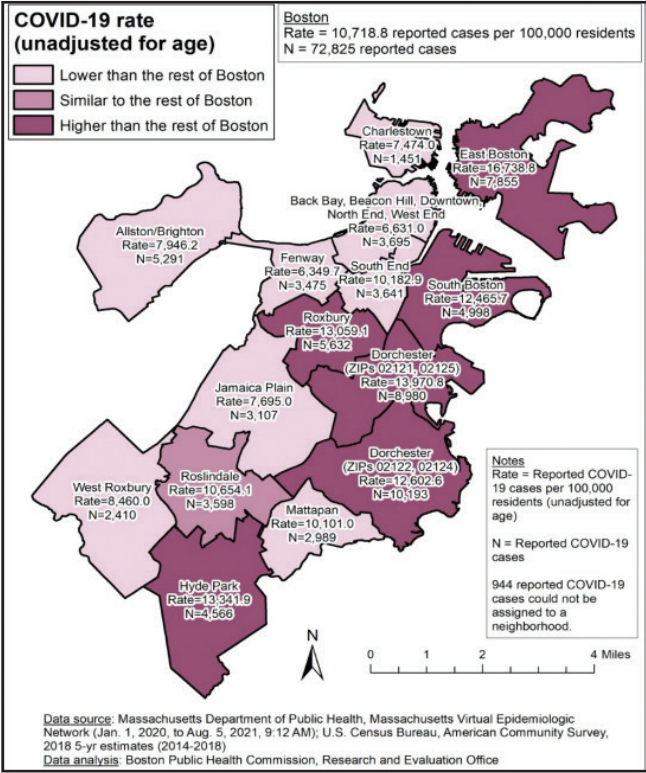 COVID-19 rate
(unadjusted for age)
Lower than the rest of Boston
Similar to the rest of Boston
Higher than the rest of Boston
Boston
Rate = 10,718.8 reported cases per 100,000 residents
N = 72,825 reported cases
Charlestown
Rate=7,474.0
N=1,451
East Boston
Rate=16,738.8
N=7,855
Back Bay, Beacon Hill, Downtown,
North End, West End
Rate=6,631.0
N=3,695
Allston/Brighton
Rate=7,946.2
N=5,291
Fenway
Rate=6,349.7
N=3,475
South End
Rate=10,182.9
N=3,641
South Boston
Rate=12,465.7
N=4,998
Roxbury
Rate=13,059.1
N=5,632
Dorchester
(ZIPs 02121, 02125)
Rate=13,970.8
N=8,980
Jamaica Plain
Rate=7,695.0
N=3,107
Dorchester
(ZIPs 02122, 02124)
Rate=12,602.6
N=10,193
West Roxbury
Rate=8,460.0
N=2,410
Roslindale
Rate=10,654.1
N=3,598
Mattapan
Rate=10,101.0
N=2,989
Hyde Park
Rate=13,341.9
N=4,566
Notes
Rate = Reported COVID-
19 cases per 100,000
residents (unadjusted for
age)
N = Reported COVID-19
cases
944 reported COVID-19
cases could not be
assigned to a
neighborhood.
N
0 1 2 4 Miles
Data source: Massachusetts Department of Public Health, Massachusetts Virtual Epidemiologic
Network (Jan. 1, 2020, to Aug. 5, 2021, 9:12 AM); U.S. Census Bureau, American Community Survey,
2018 5-yr estimates (2014-2018)
Data analysis: Boston Public Health Commission, Research and Evaluation Office